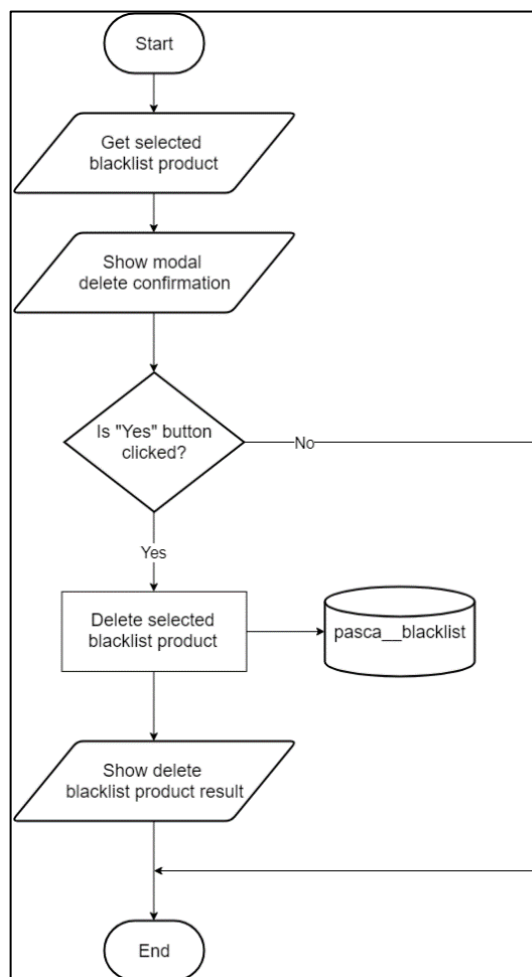 Start
Get selected
blacklist product
Show modal
delete confirmation
Is "Yes" button
clicked?
No
Yes
Delete selected
blacklist product
pasca__blacklist
Show delete
blacklist product result
End